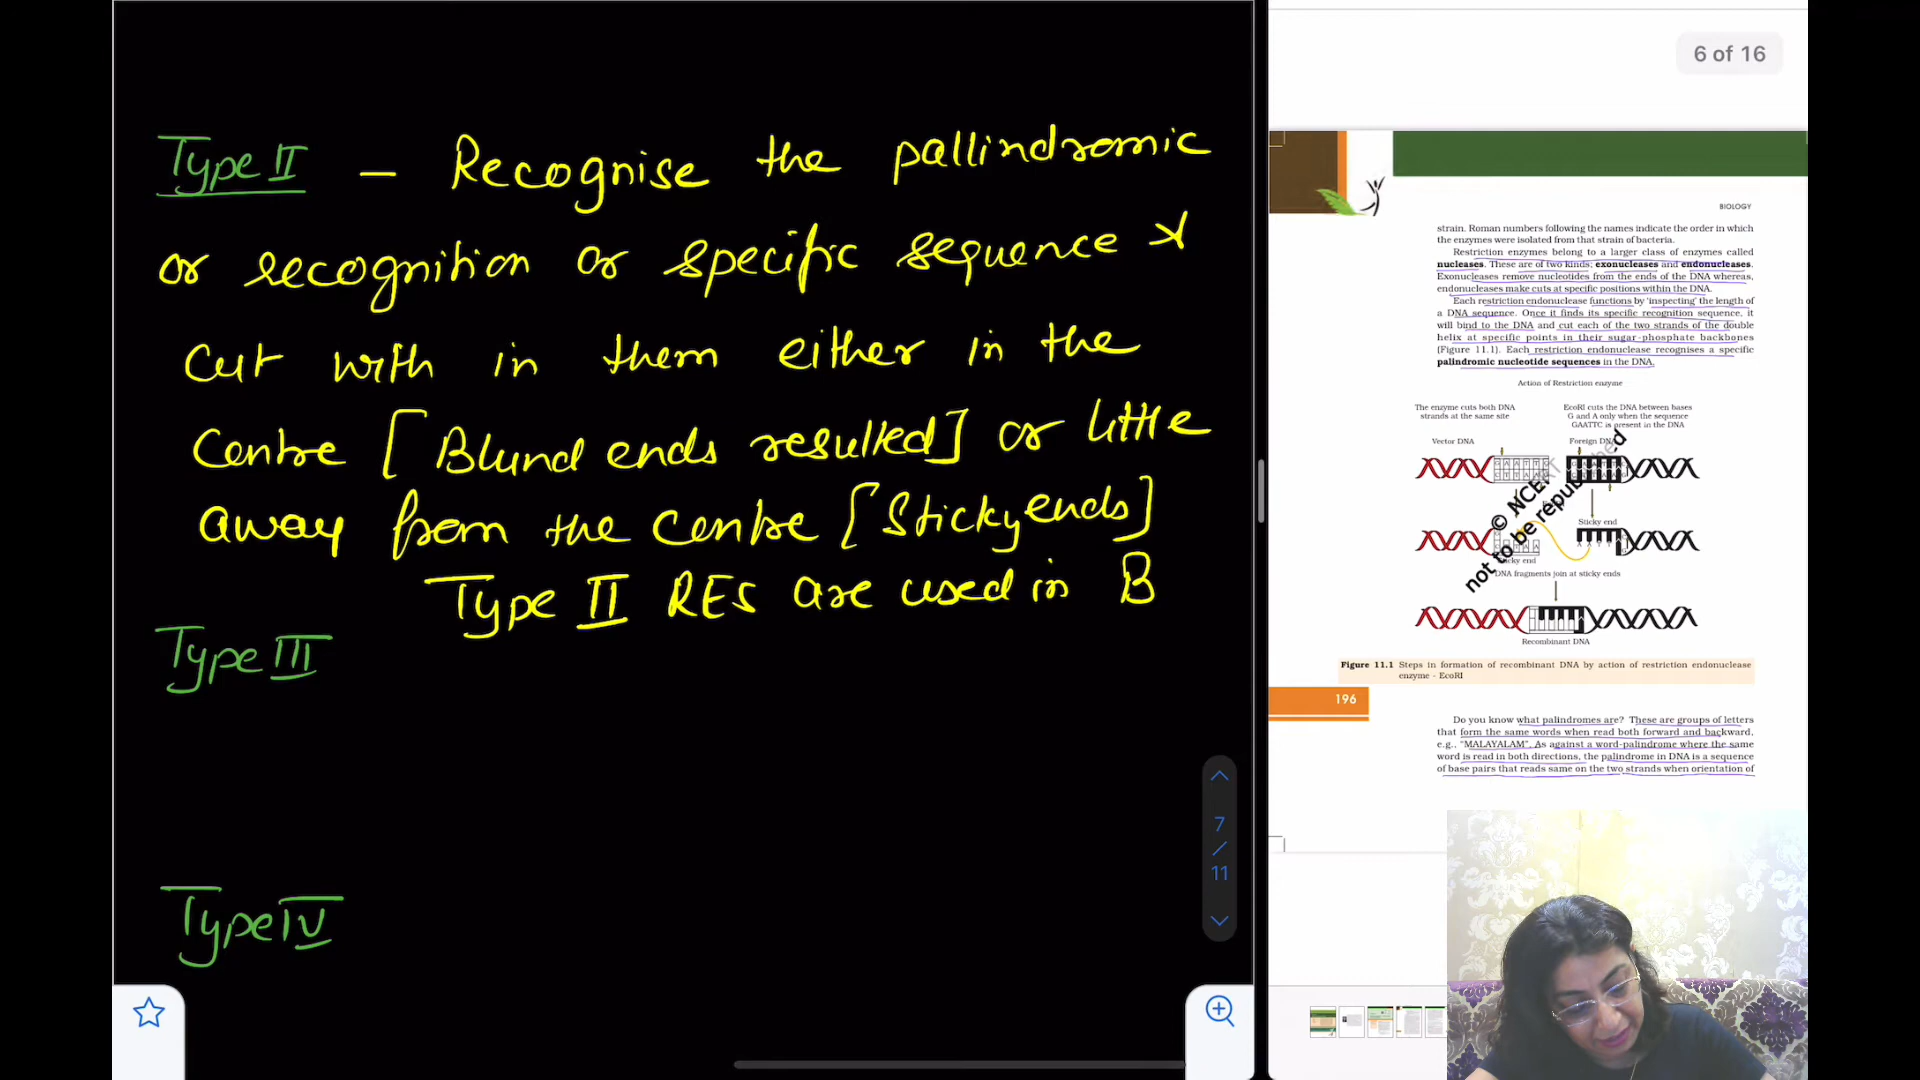 Type II – Recognise the pallindromic
or recognition or specific sequence &
Cut with in them either in the
Centre [Blund ends resulted] or little
away from the Centre [Sticky ends]
Type II REs are used in B
Type III
Type IV
7
/
11
6 of 16
BIOLOGY
strain. Roman numbers following the names indicate the order in which
the enzymes were isolated from that strain of bacteria.
Restriction enzymes belong to a larger class of enzymes called
nucleases. These are of two kinds; exonucleases and endonucleases.
Exonucleases remove nucleotides from the ends of the DNA whereas,
endonucleases make cuts at specific positions within the DNA.
Each restriction endonuclease functions by 'inspecting' the length of
a DNA sequence. Once it finds its specific recognition sequence, it
will bind to the DNA and cut each of the two strands of the double
helix at specific points in their sugar-phosphate backbones
(Figure 11.1). Each restriction endonuclease recognises a specific
palindromic nucleotide sequences in the DNA.
Action of Restriction enzyme
The enzyme cuts both DNA
strands at the same site
EcoRI cuts the DNA between bases
G and A only when the sequence
GAATTC is present in the DNA
Vector DNA
Foreign DNA
Sticky end
end
DNA fragments join at sticky ends
Recombinant DNA
© NCE
not to be repub
Figure 11.1 Steps in formation of recombinant DNA by action of restriction endonuclease
enzyme - EcoRI
196
Do you know what palindromes are? These are groups of letters
that form the same words when read both forward and backward,
e.g., "MALAYALAM". As against a word-palindrome where the same
word is read in both directions, the palindrome in DNA is a sequence
of base pairs that reads same on the two strands when orientation of